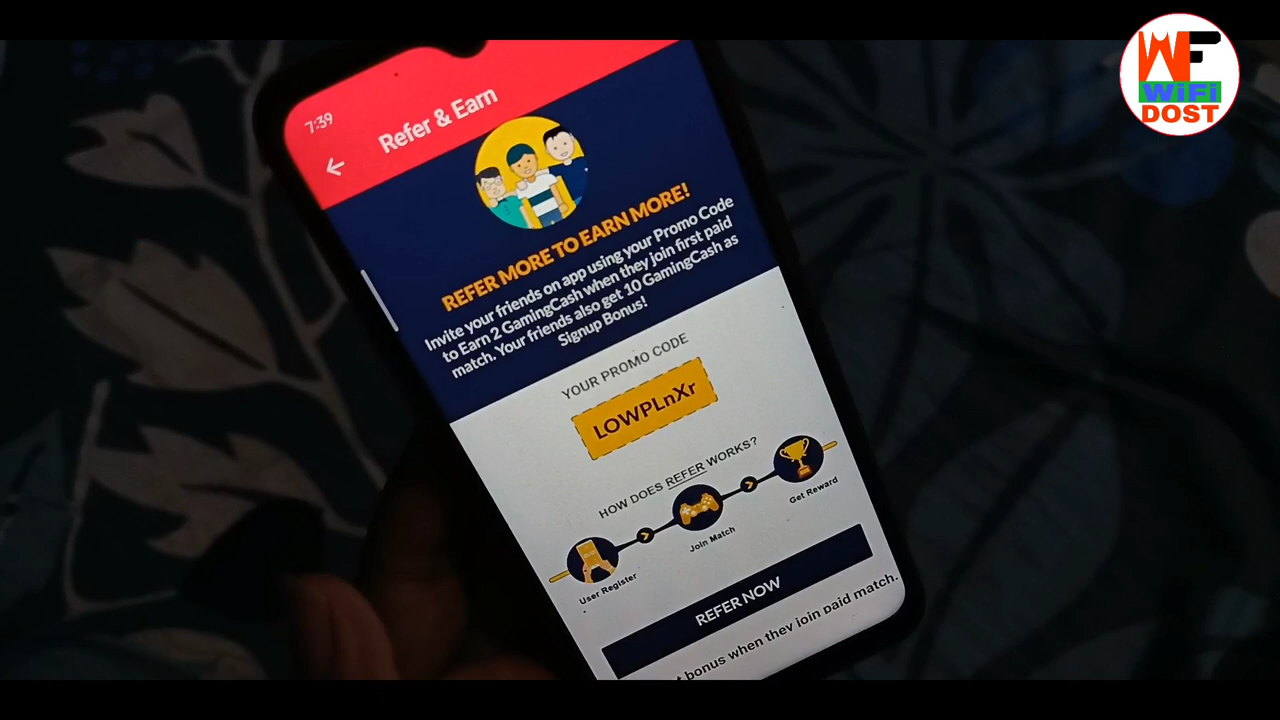 WF
WiFi
DOST
7:39
Refer & Earn
REFER MORE TO EARN MORE!
Invite your friends on app using your Promo Code
to Earn 2 GamingCash when they join first paid
match. Your friends also get 10 GamingCash as
Signup Bonus!
YOUR PROMO CODE
LOWPLnXr
HOW DOES REFER WORKS?
User Register
Join Match
Get Reward
REFER NOW
bonus when they join paid match.